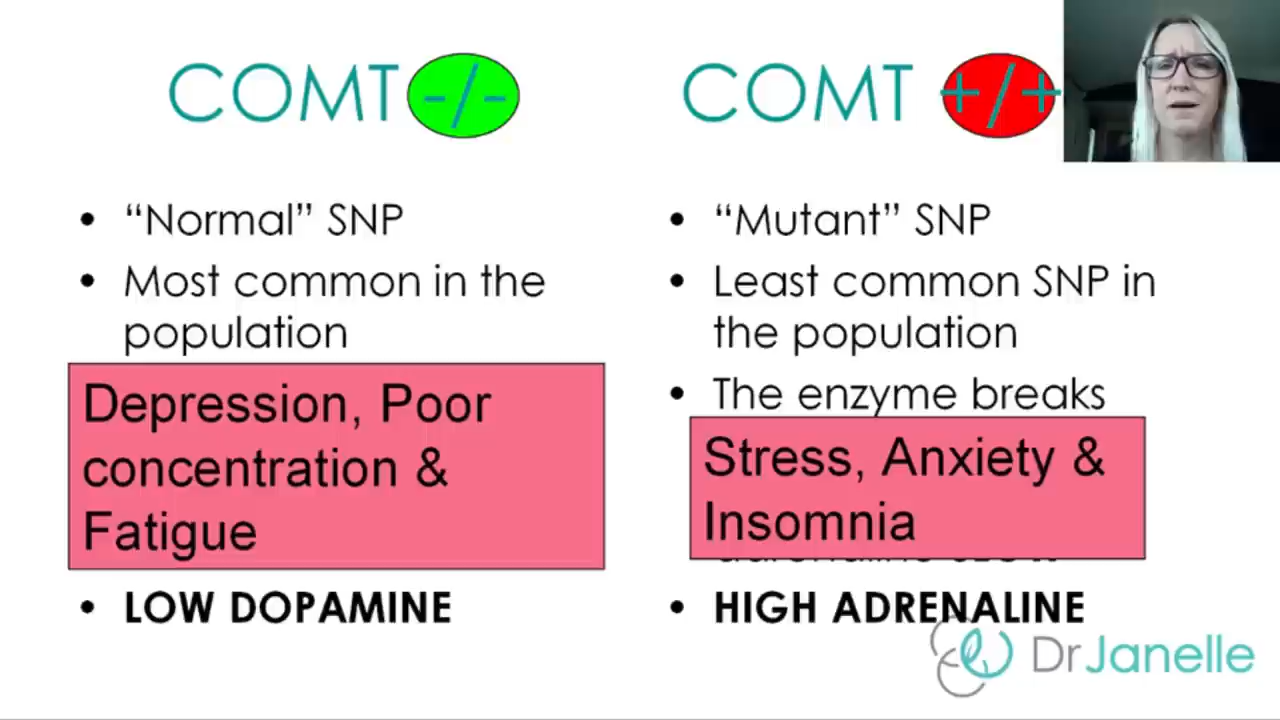 COMT -/-
COMT +/+
• “Normal” SNP
• Most common in the
population
Depression, Poor
concentration &
Fatigue
• LOW DOPAMINE
• “Mutant” SNP
• Least common SNP in
the population
• The enzyme breaks
Stress, Anxiety &
Insomnia
• HIGH ADRENALINE
DrJanelle